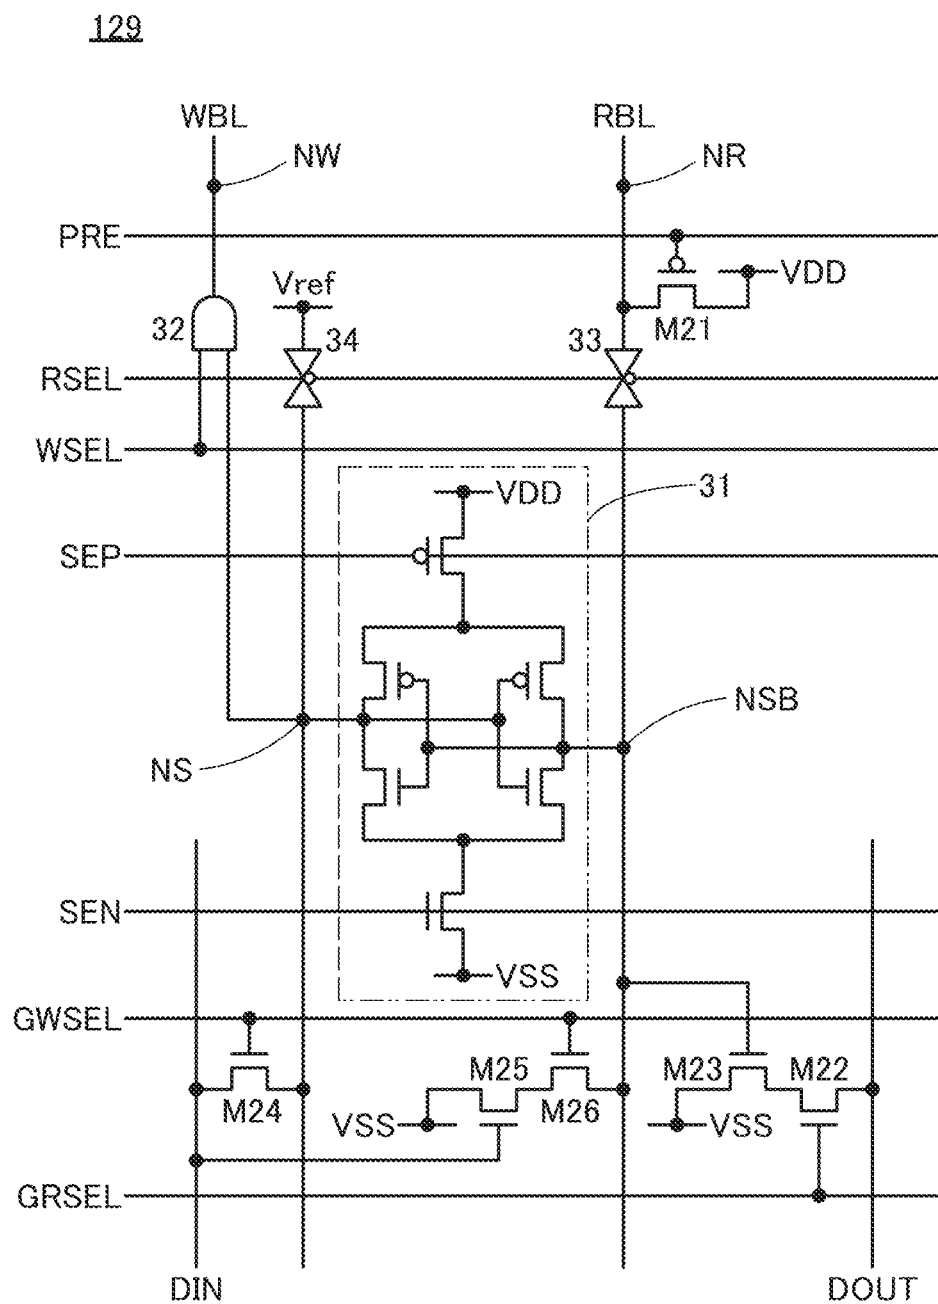 129
WBL
RBL
NW
NR
PRE
Vref
VDD
32
34
33
M21
RSEL
WSEL
VDD
31
SEP
NSB
NS
SEN
VSS
GWSEL
M25
M23
M22
M24
VSS
M26
VSS
GRSEL
DIN
DOUT